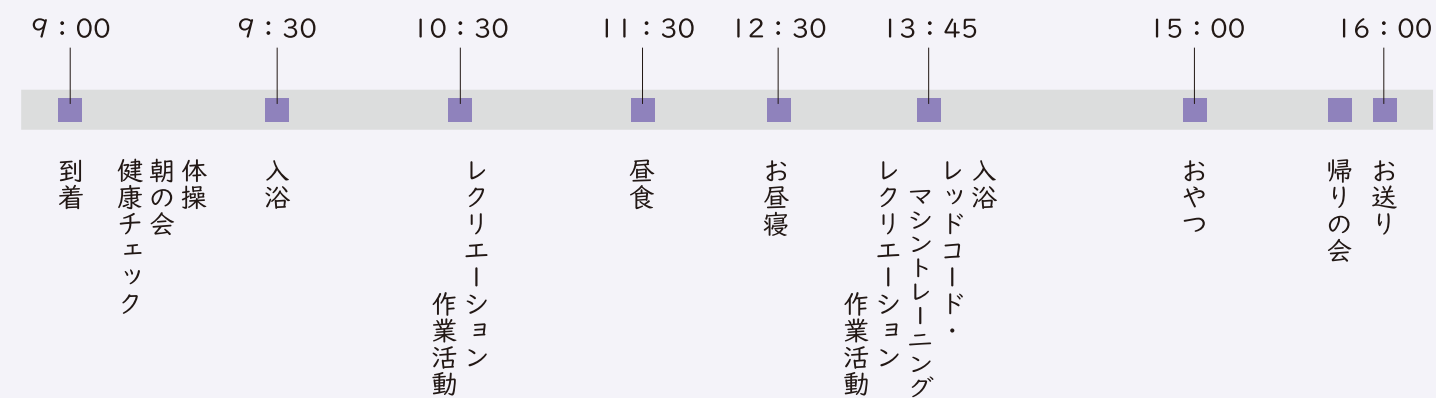 9：00
9：30
10：30
11：30
12：30
13：45
15：00
16：00
到着
体操
朝の会
健康チェック
入浴
レクリエーション
作業活動
昼食
お昼寝
入浴
レッドコード・
マシントレーニング
レクリエーション
作業活動
おやつ
帰りの会
お送り